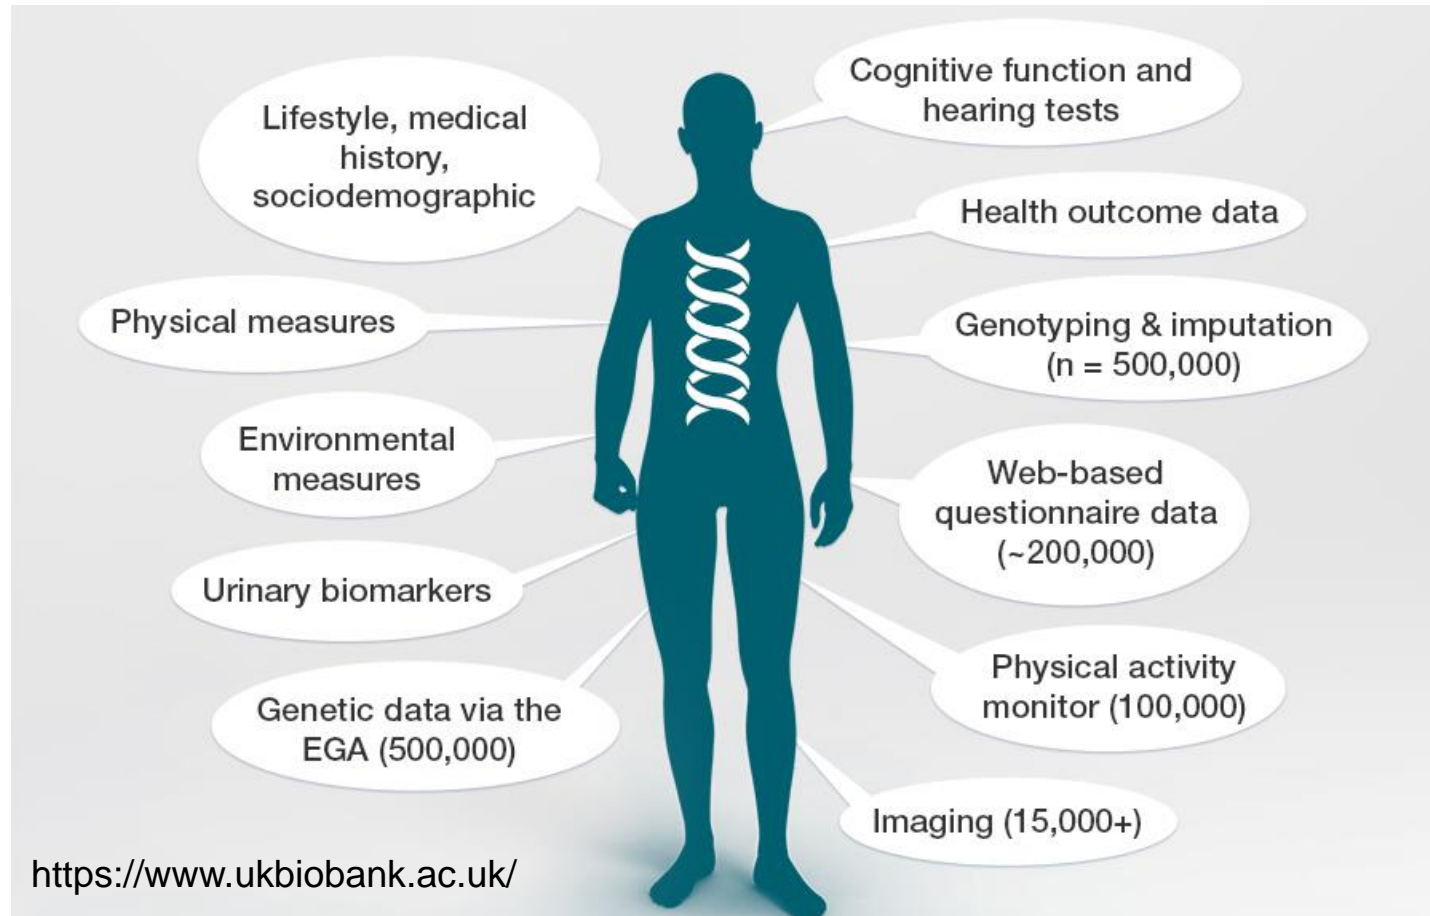 Lifestyle, medical
history,
sociodemographic
Physical measures
Environmental
measures
Urinary biomarkers
Genetic data via the
EGA (500,000)
Cognitive function and
hearing tests
Health outcome data
Genotyping & imputation
(n = 500,000)
Web-based
questionnaire data
(~200,000)
Physical activity
monitor (100,000)
Imaging (15,000+)
https://www.ukbiobank.ac.uk/